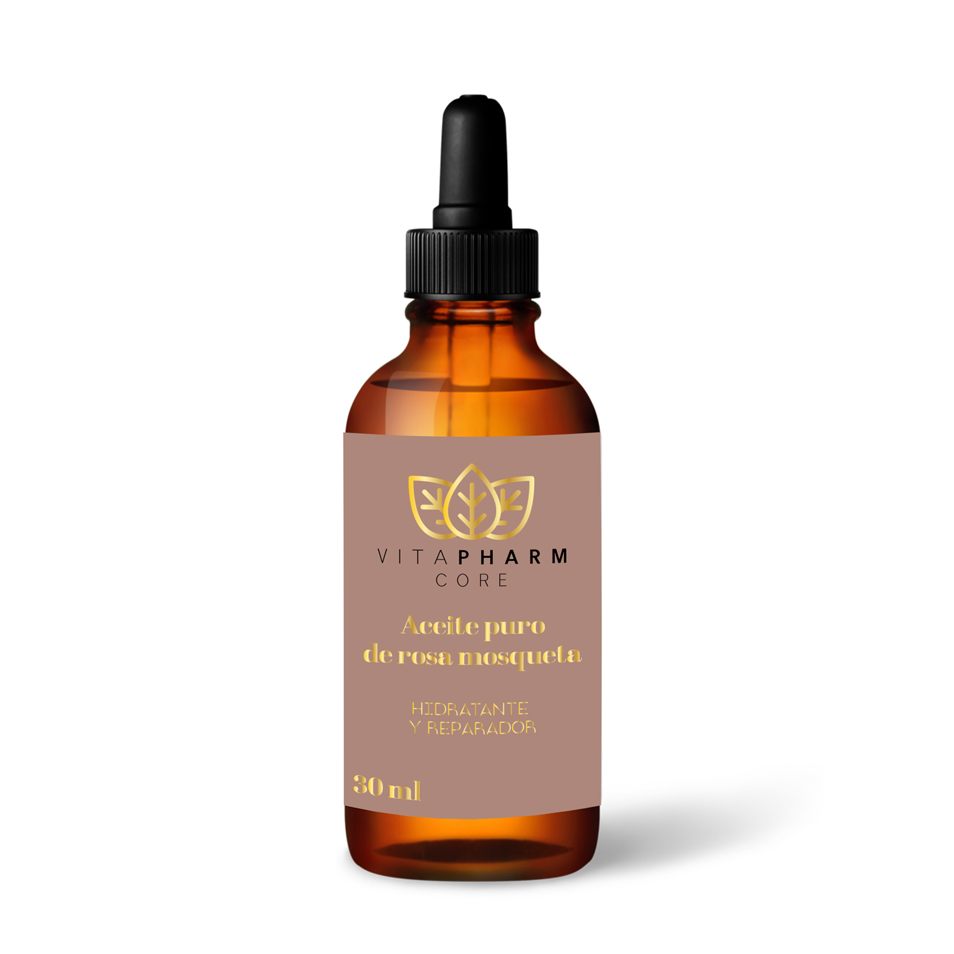 VITAPHARM
CORE
Aceite puro
de rosa mosqueta
HIDRATANTE
Y REPARADOR
30 ml